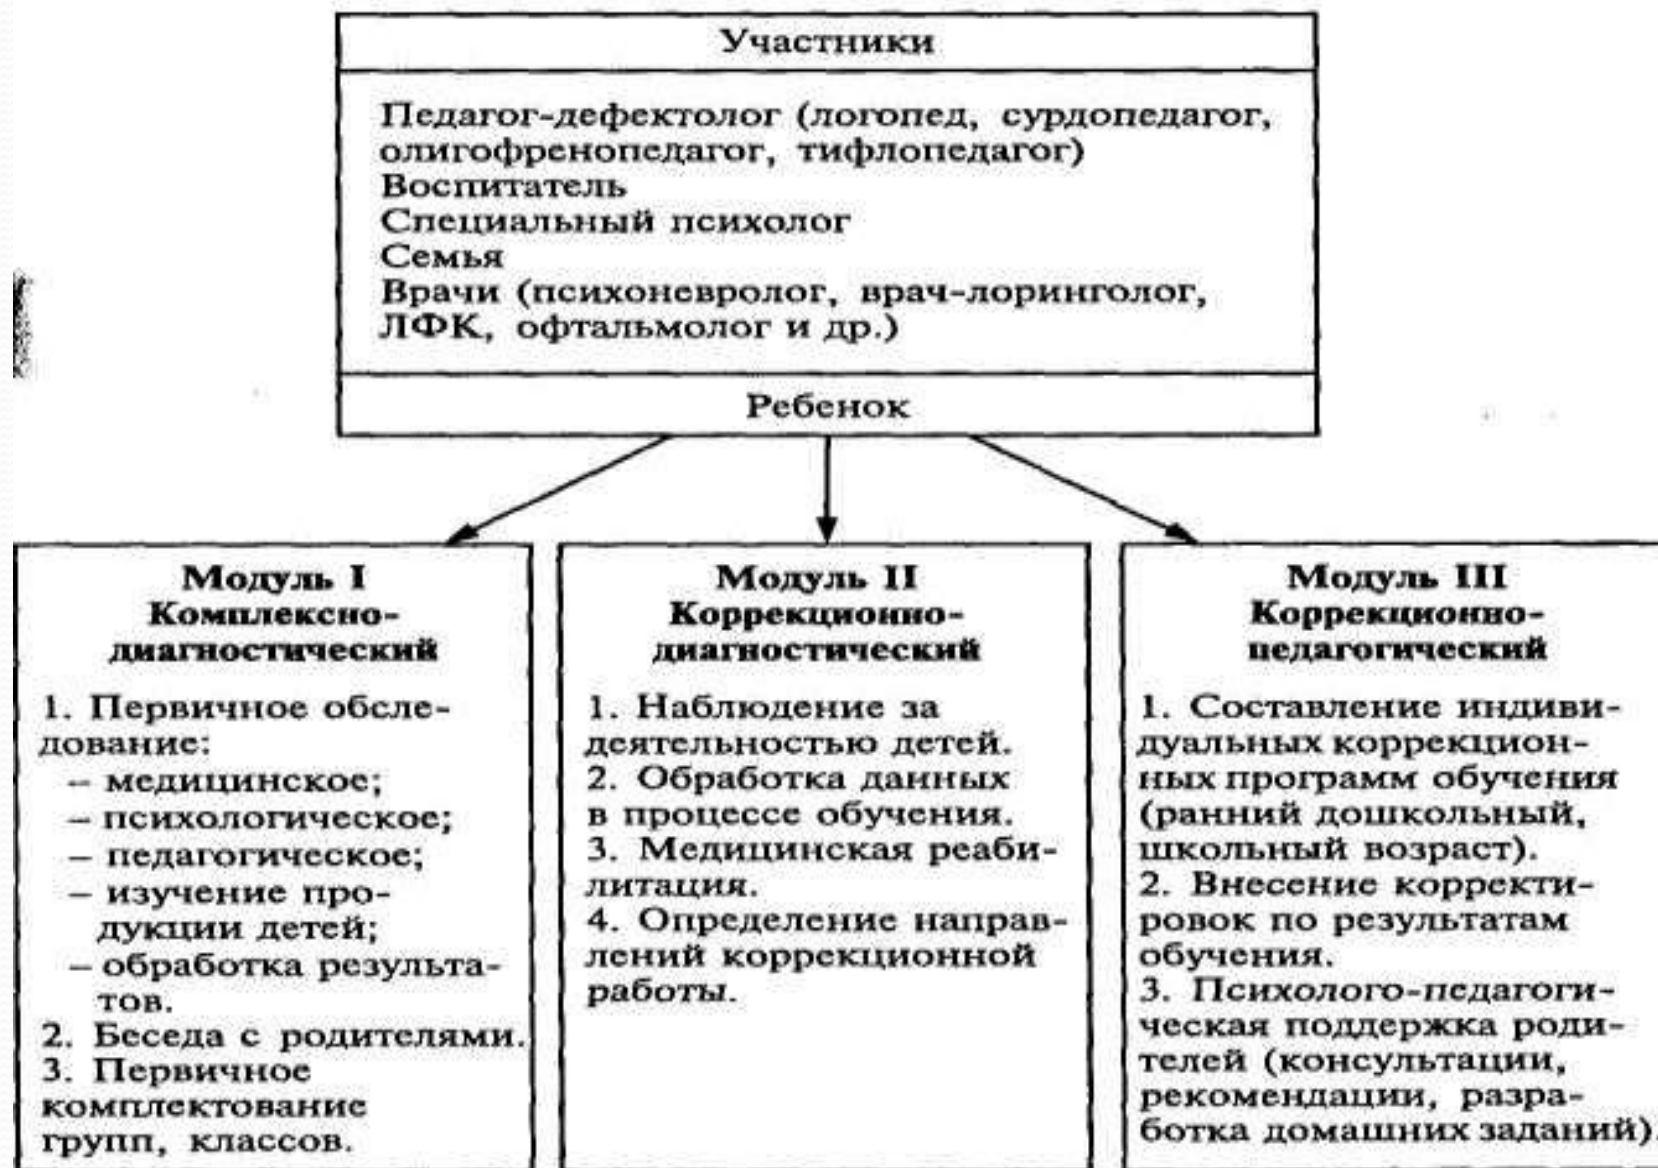 Участники
Педагог-дефектолог (логопед, сурдопедагог,
олигофренопедагог, тифлопедагог)
Воспитатель
Специальный психолог
Семья
Врачи (психоневролог, врач-лоринголог,
ЛФК, офтальмолог и др.)
Ребенок
Модуль I
Комплексно-
диагностический
1. Первичное обсле-
дование:
– медицинское;
– психологическое;
– педагогическое;
– изучение про-
дукции детей;
– обработка результа-
тов.
2. Беседа с родителями.
3. Первичное
комплектование
групп, классов.
Модуль II
Коррекционно-
диагностический
1. Наблюдение за
деятельностью детей.
2. Обработка данных
в процессе обучения.
3. Медицинская реаби-
литация.
4. Определение направ-
лений коррекционной
работы.
Модуль III
Коррекционно-
педагогический
1. Составление индиви-
дуальных коррекцион-
ных программ обучения
(ранний дошкольный,
школьный возраст).
2. Внесение корректи-
ровок по результатам
обучения.
3. Психолого-педагоги-
ческая поддержка роди-
телей (консультации,
рекомендации, разра-
ботка домашних заданий).